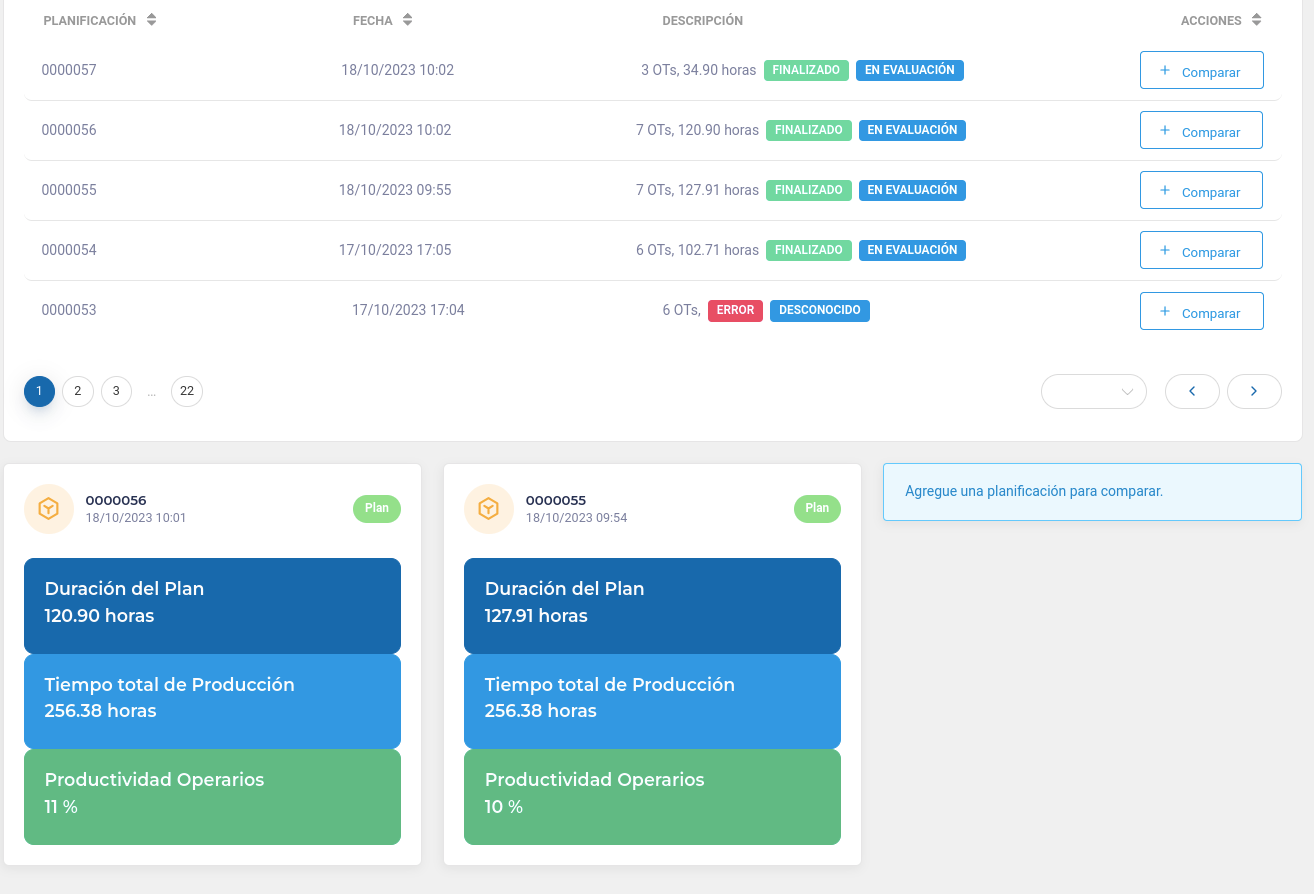 PLANIFICACIÓN FECHA DESCRIPCIÓN ACCIONES
0000057 18/10/2023 10:02 3 OTs, 34.90 horas FINALIZADO EN EVALUACIÓN + Comparar
0000056 18/10/2023 10:02 7 OTs, 120.90 horas FINALIZADO EN EVALUACIÓN + Comparar
0000055 18/10/2023 09:55 7 OTs, 127.91 horas FINALIZADO EN EVALUACIÓN + Comparar
0000054 17/10/2023 17:05 6 OTs, 102.71 horas FINALIZADO EN EVALUACIÓN + Comparar
0000053 17/10/2023 17:04 6 OTs, ERROR DESCONOCIDO + Comparar
1 2 3 ... 22
0000056
18/10/2023 10:01
Plan
Duración del Plan
120.90 horas
Tiempo total de Producción
256.38 horas
Productividad Operarios
11 %
0000055
18/10/2023 09:54
Plan
Duración del Plan
127.91 horas
Tiempo total de Producción
256.38 horas
Productividad Operarios
10 %
Agregue una planificación para comparar.